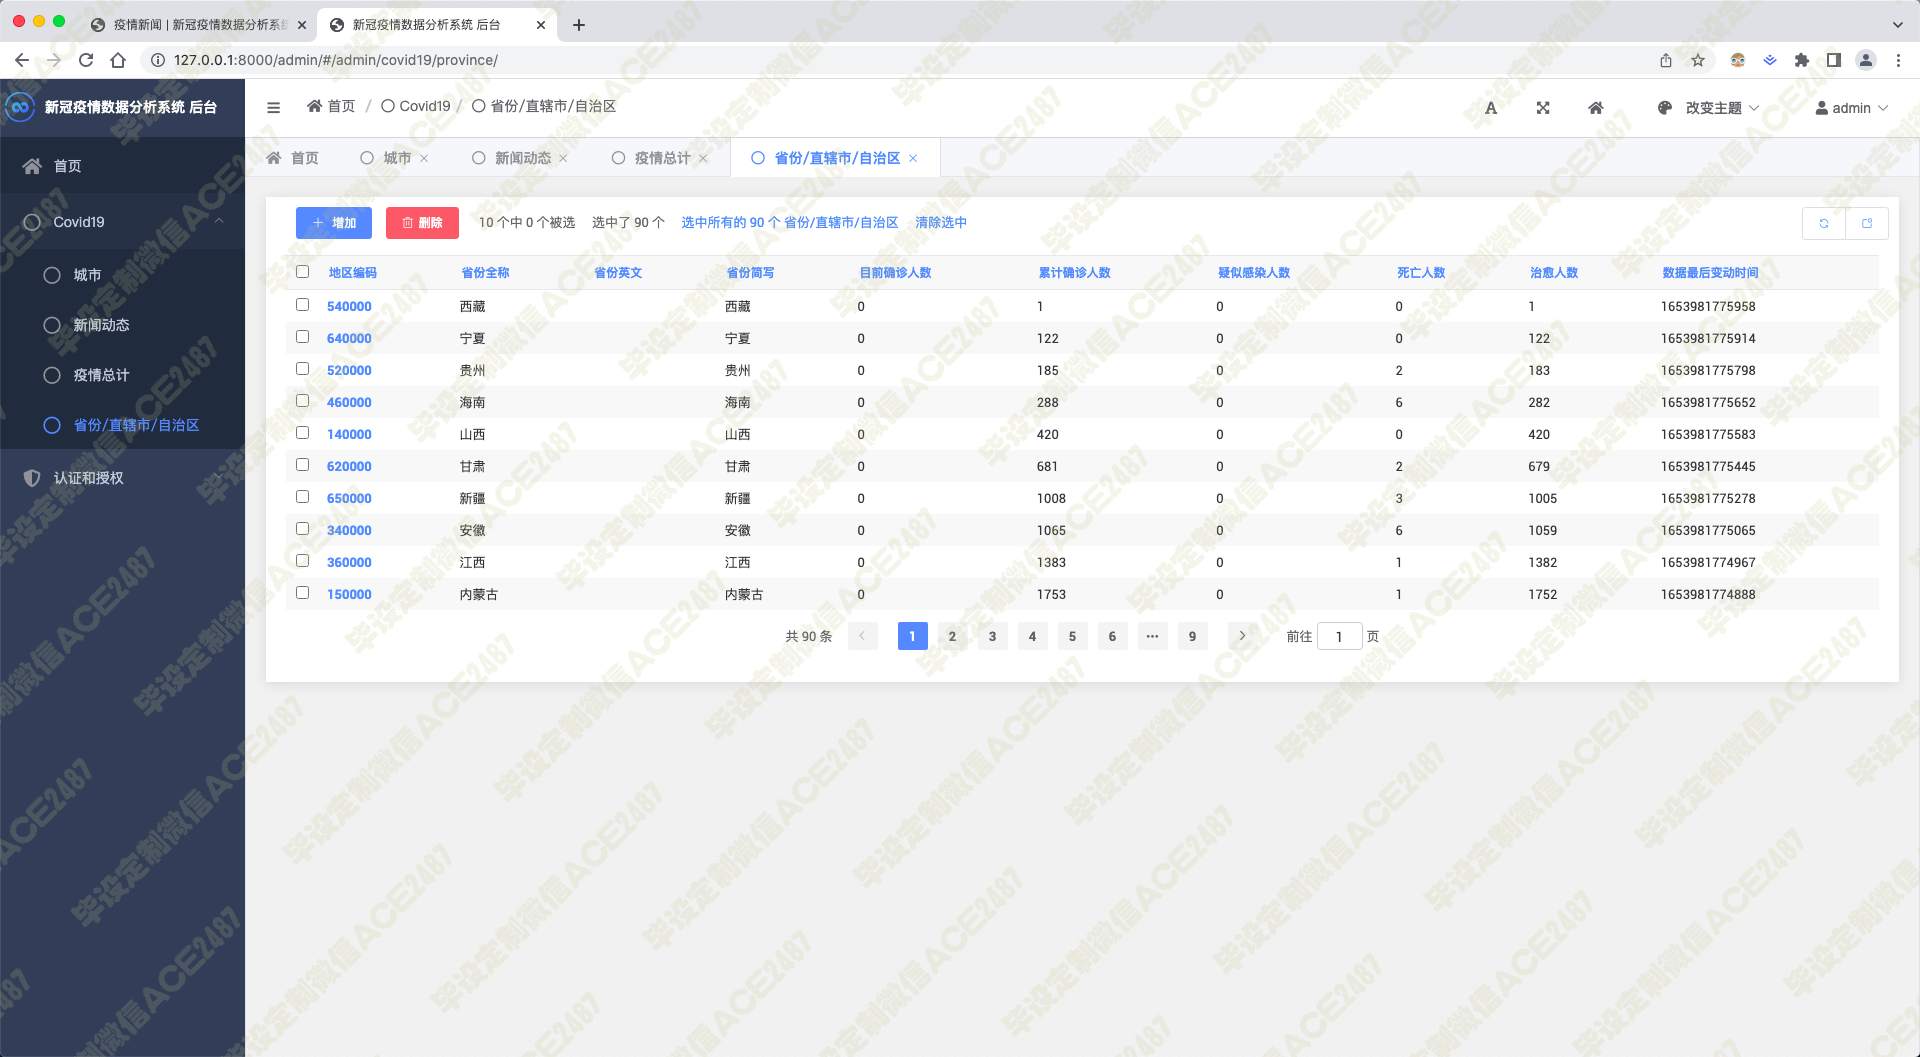 疫情新闻 | 新冠疫情数据分析系统
新冠疫情数据分析系统 后台
127.0.0.1:8000/admin/#/admin/covid19/province/
新冠疫情数据分析系统 后台
首页 / Covid19 / 省份/直辖市/自治区
改变主题
admin
首页
Covid19
城市
新闻动态
疫情总计
省份/直辖市/自治区
认证和授权
首页 城市 新闻动态 疫情总计 省份/直辖市/自治区
增加 删除 10 个中 0 个被选 选中了 90 个 选中所有的 90 个 省份/直辖市/自治区 清除选中
地区编码 省份全称 省份英文 省份简写 目前确诊人数 累计确诊人数 疑似感染人数 死亡人数 治愈人数 数据最后变动时间
540000 西藏 西藏 0 1 0 0 1 1653981775958
640000 宁夏 宁夏 0 122 0 0 122 1653981775914
520000 贵州 贵州 0 185 0 2 183 1653981775798
460000 海南 海南 0 288 0 6 282 1653981775652
140000 山西 山西 0 420 0 0 420 1653981775583
620000 甘肃 甘肃 0 681 0 2 679 1653981775445
650000 新疆 新疆 0 1008 0 3 1005 1653981775278
340000 安徽 安徽 0 1065 0 6 1059 1653981775065
360000 江西 江西 0 1383 0 1 1382 1653981774967
150000 内蒙古 内蒙古 0 1753 0 1 1752 1653981774888
共 90 条 1 2 3 4 5 6 ··· 9 前往 1 页
毕设定制微信ACE2487